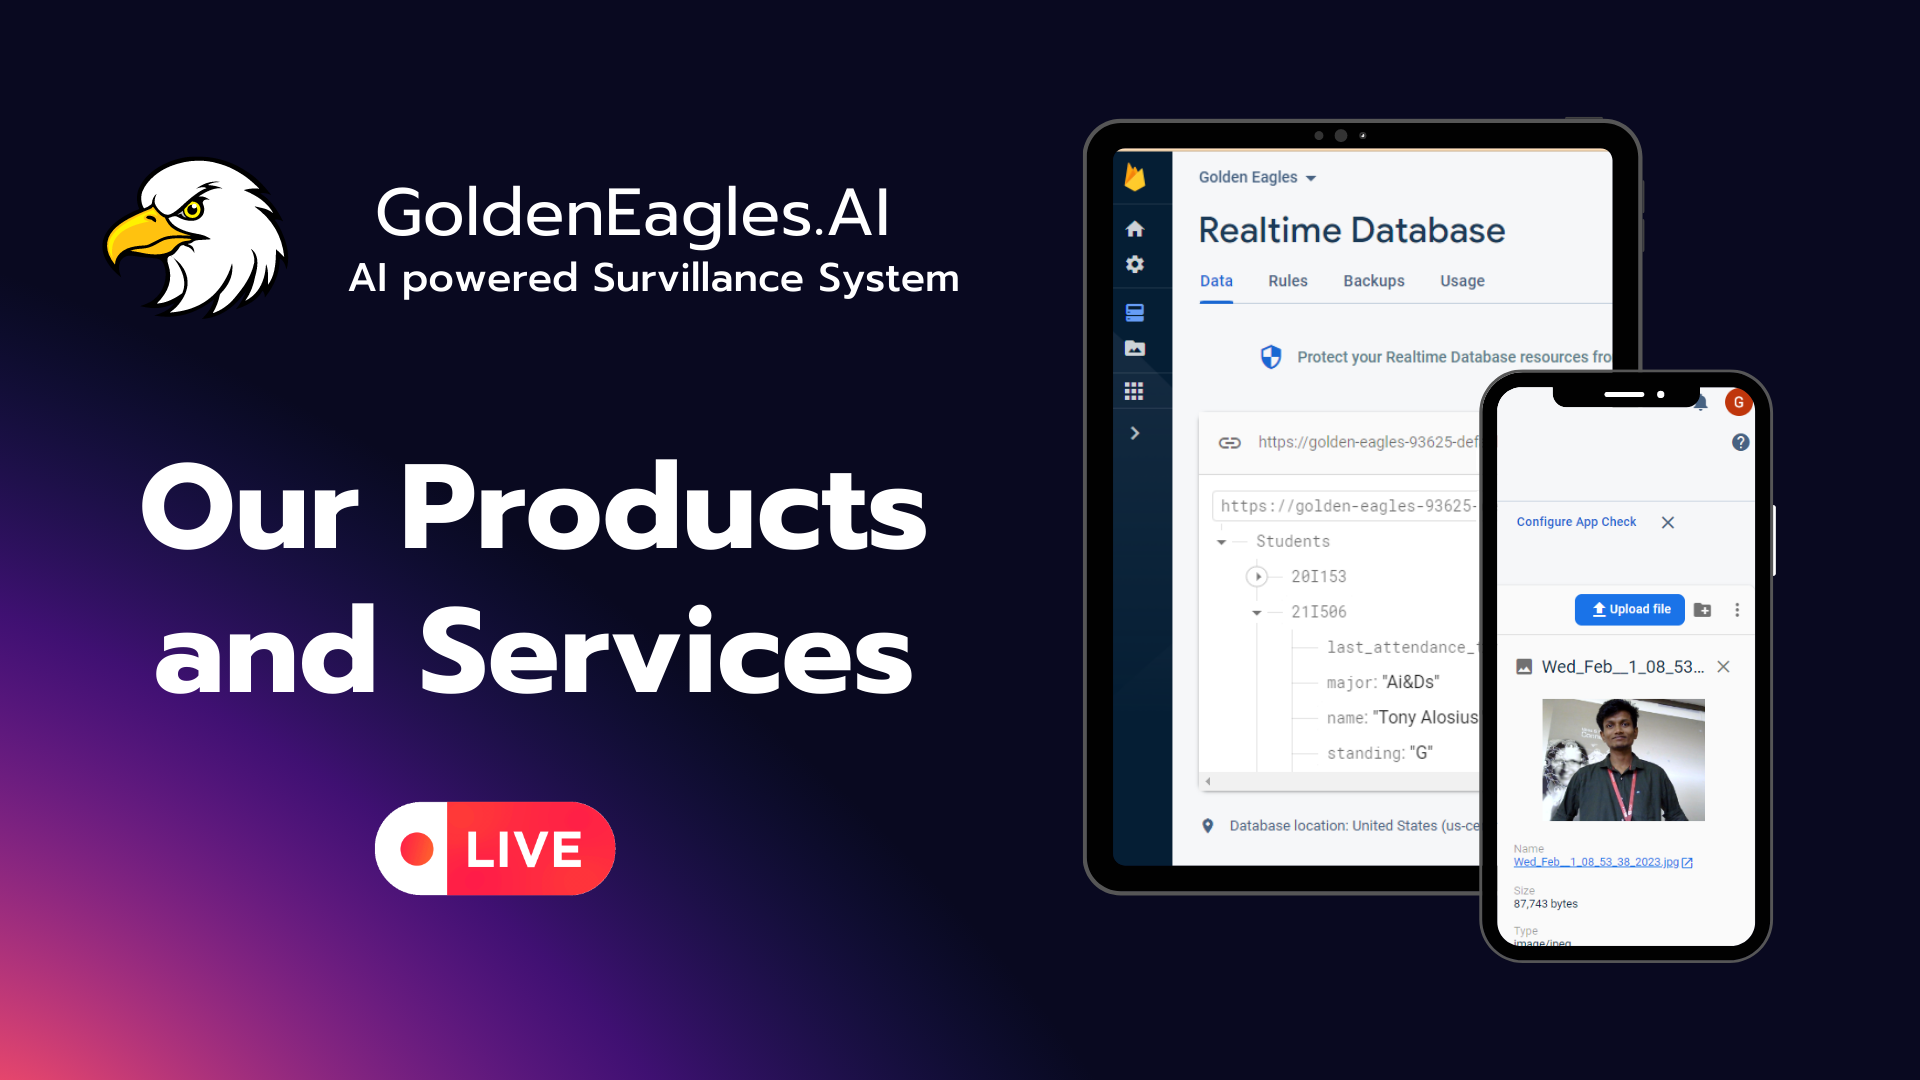 GoldenEagles.AI
AI powered Survillance System
Our Products
and Services
LIVE
Golden Eagles
Realtime Database
Data Rules Backups Usage
Protect your Realtime Database resources fro
https://golden-eagles-93625-def
https://golden-eagles-93625-
Students
20I153
21I506
last_attendance_
major: "Ai&Ds"
name: "Tony Alosius
standing: "G"
Database location: United States (us-ce
G
?
Configure App Check
Upload file
Wed_Feb__1_08_53...
Name
Wed_Feb__1_08_53_38_2023.jpg
Size
87,743 bytes
Type
image/jpeg